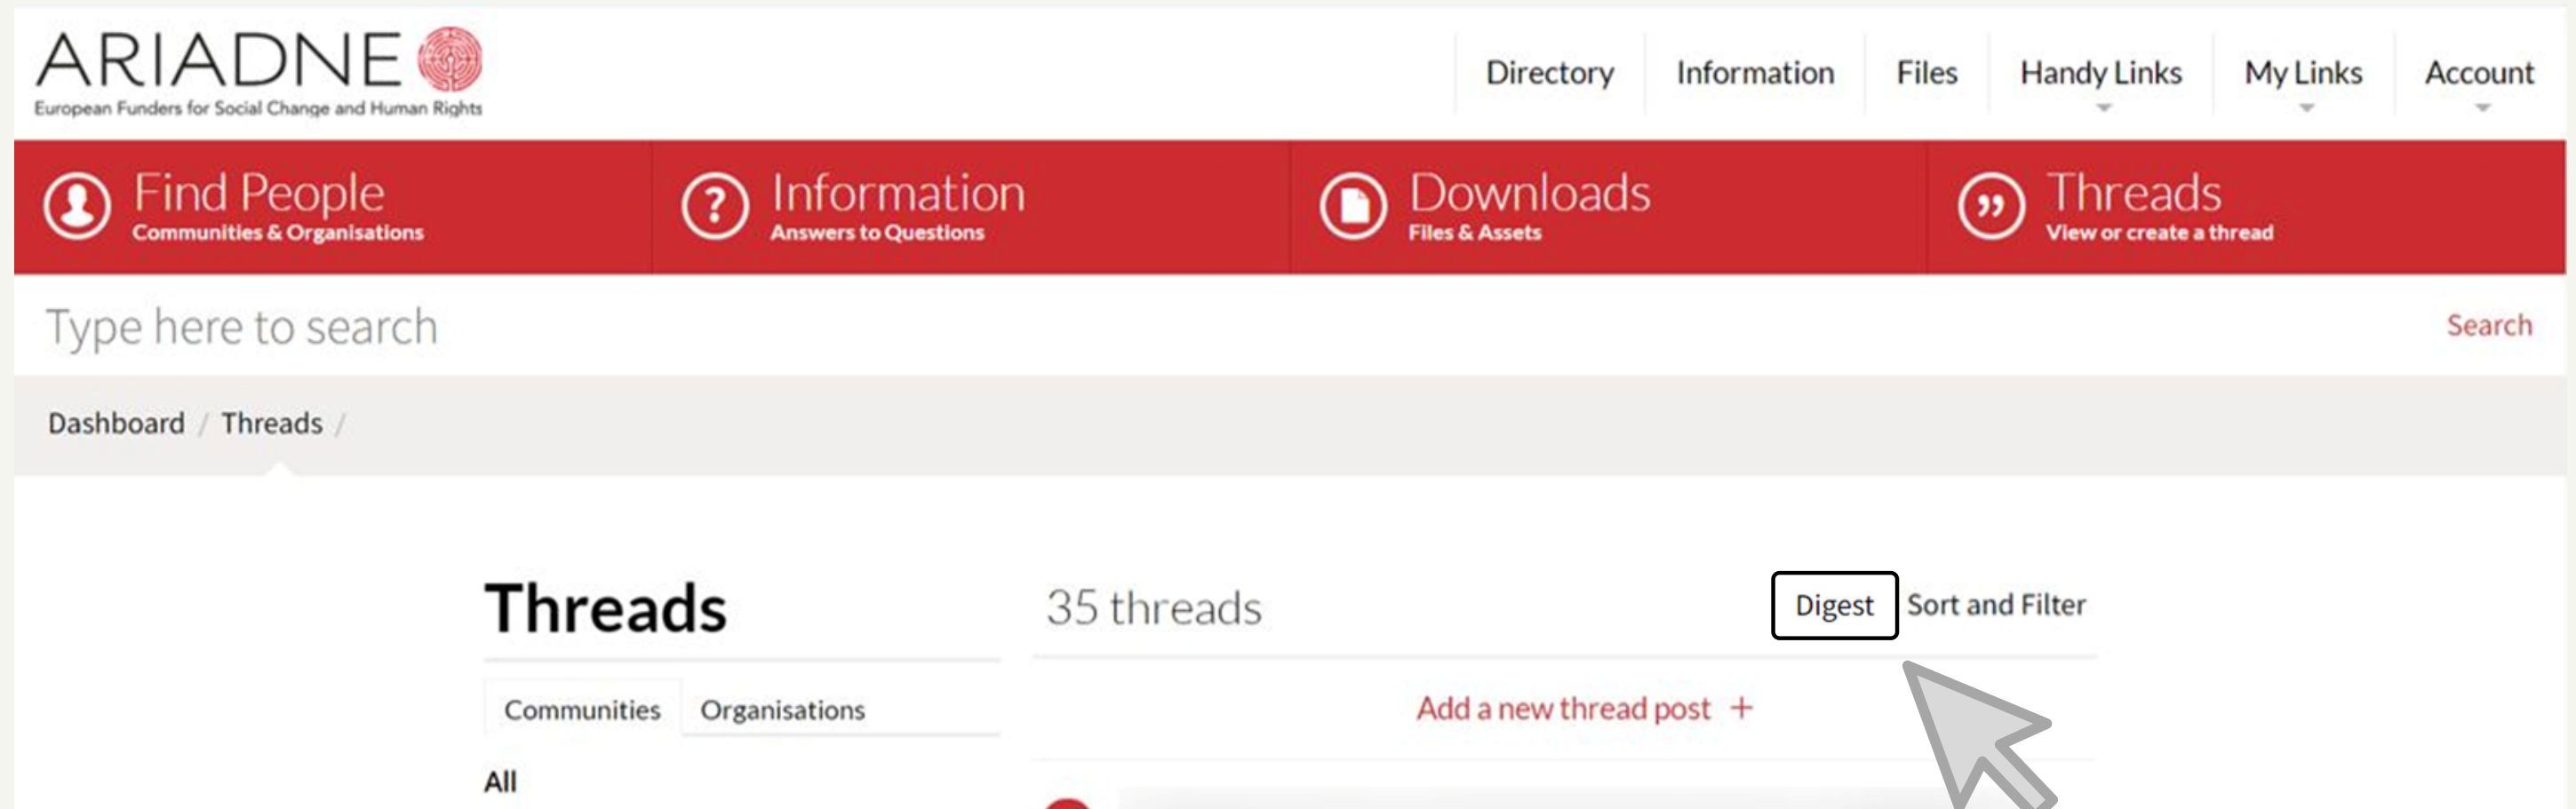 ARIADNE
European Funders for Social Change and Human Rights
Directory Information Files Handy Links My Links Account
Find People
Communities & Organisations
Information
Answers to Questions
Downloads
Files & Assets
Threads
View or create a thread
Type here to search Search
Dashboard / Threads /
Threads
35 threads Digest Sort and Filter
Communities Organisations
Add a new thread post +
All